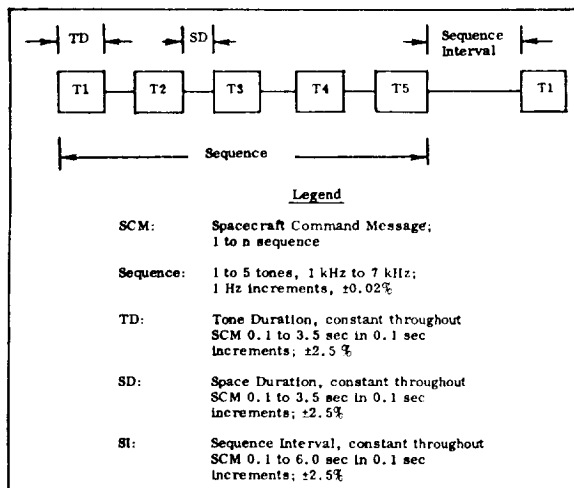 TD SD Sequence
Interval
T1 T2 T3 T4 T5 T1
Sequence
Legend
SCM: Spacecraft Command Message;
1 to n sequence
Sequence: 1 to 5 tones, 1 kHz to 7 kHz;
1 Hz increments, ±0.02%
TD: Tone Duration, constant throughout
SCM 0.1 to 3.5 sec in 0.1 sec
increments; ±2.5 %
SD: Space Duration, constant throughout
SCM 0.1 to 3.5 sec in 0.1 sec
increments; ±2.5%
SI: Sequence Interval, constant throughout
SCM 0.1 to 6.0 sec in 0.1 sec
increments; ±2.5%